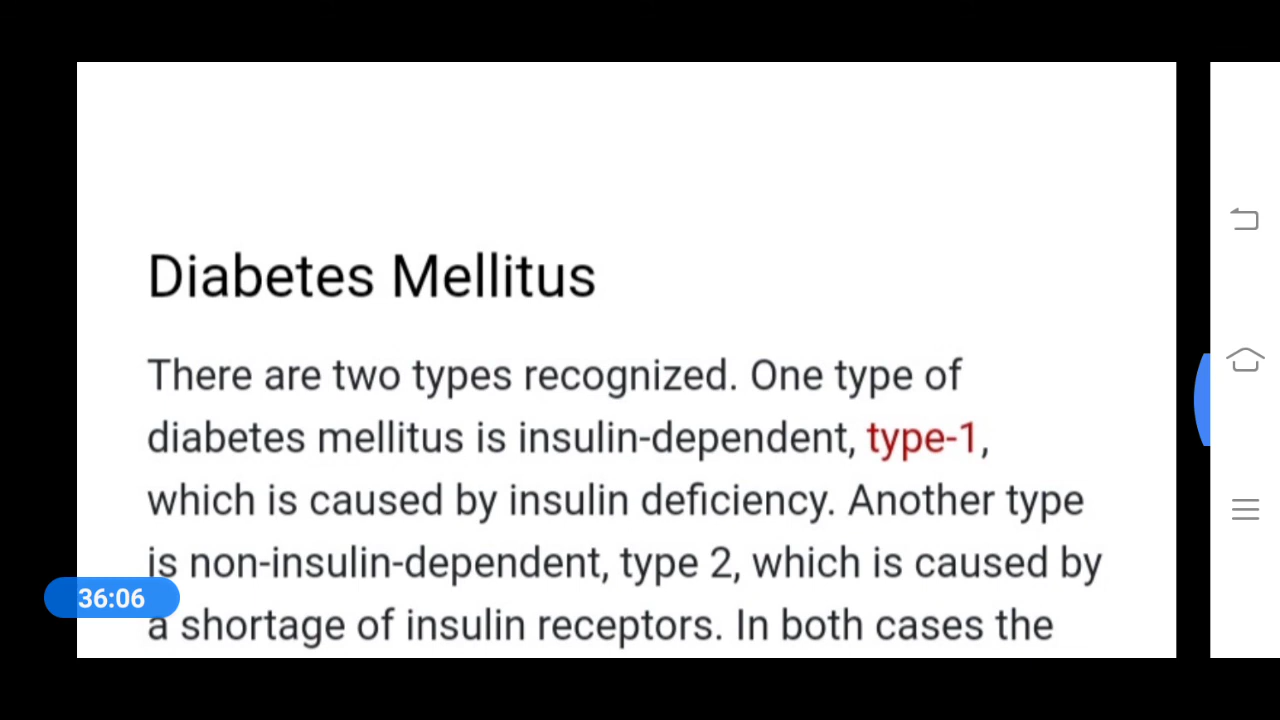 Diabetes Mellitus
There are two types recognized. One type of
diabetes mellitus is insulin-dependent, type-1,
which is caused by insulin deficiency. Another type
is non-insulin-dependent, type 2, which is caused by
36:06
a shortage of insulin receptors. In both cases the